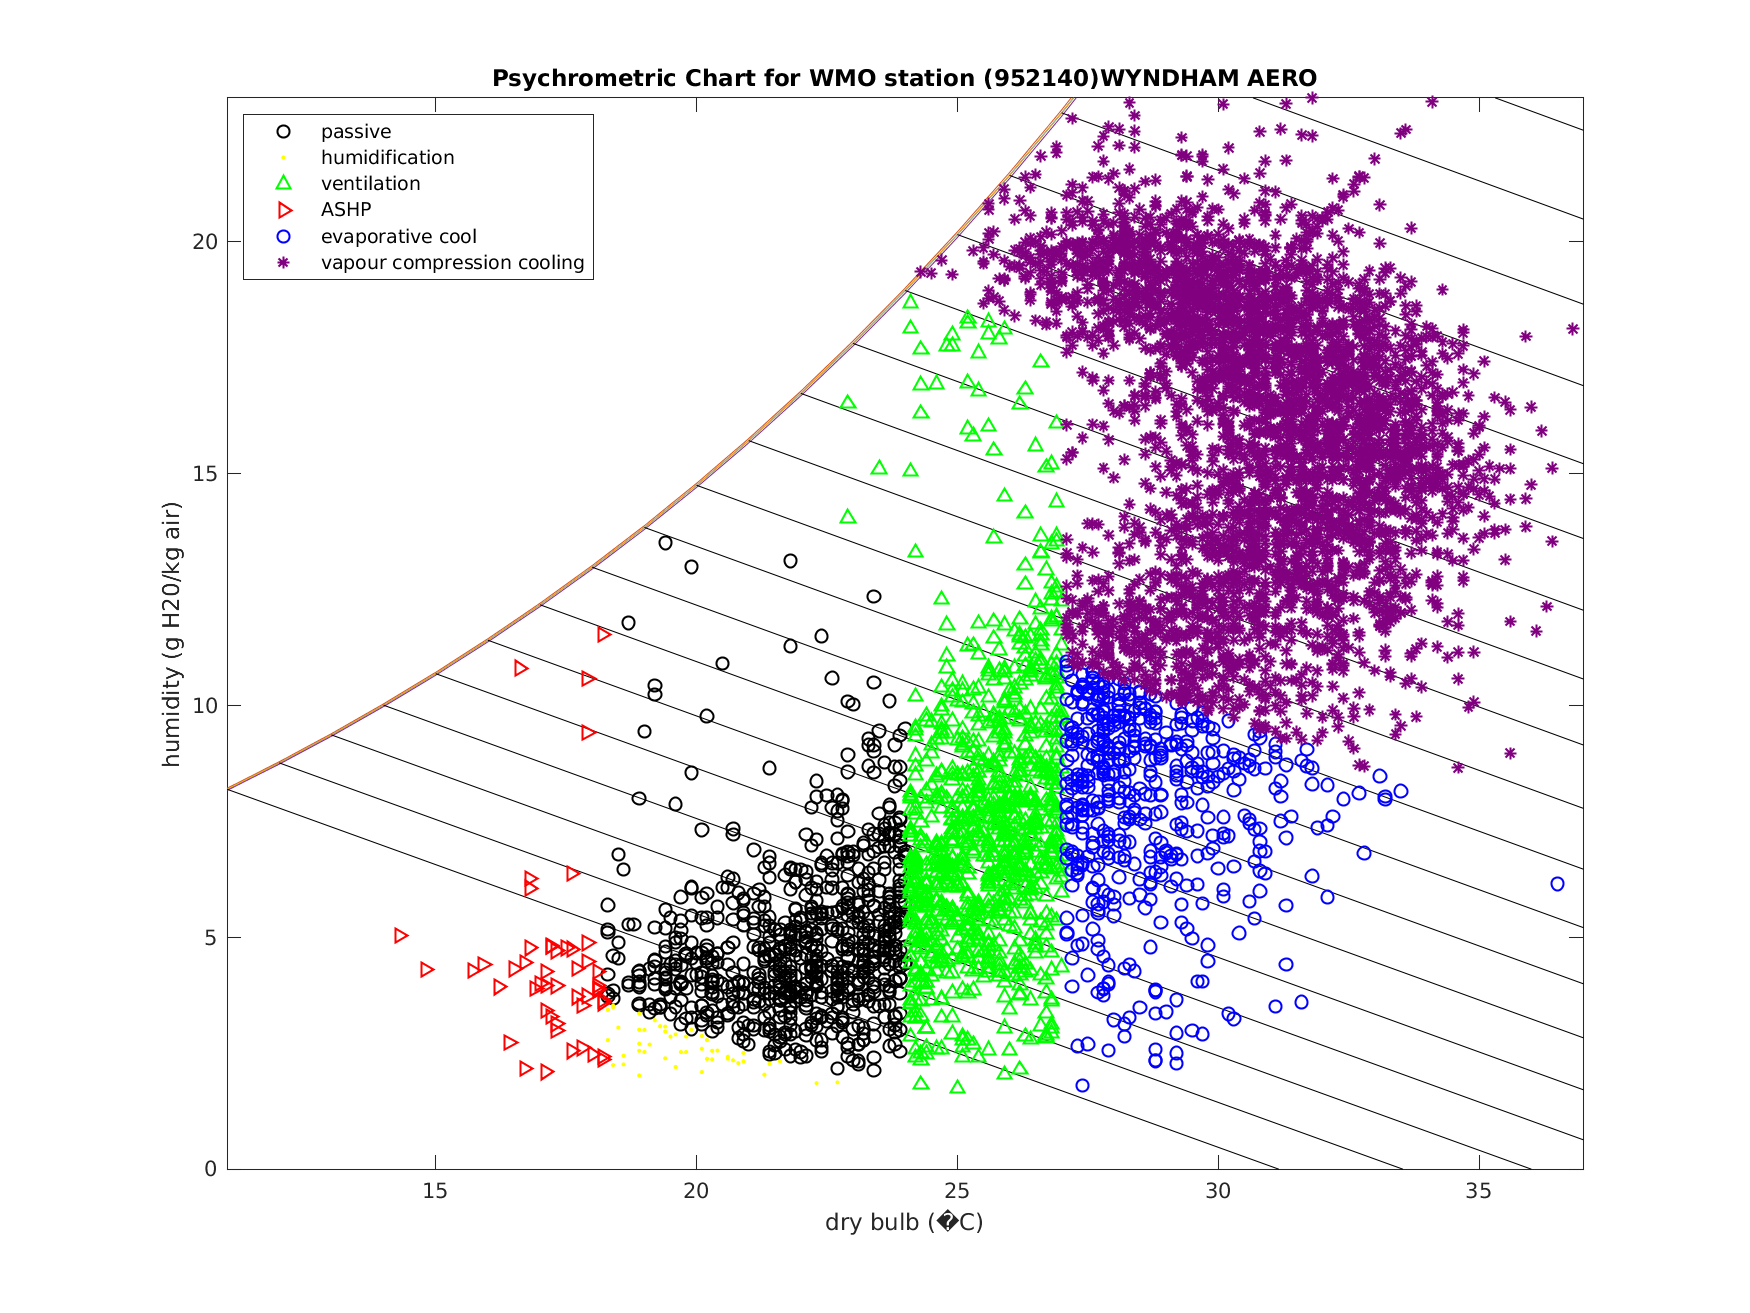 Psychrometric Chart for WMO station (952140)WYNDHAM AERO
passive
humidification
ventilation
ASHP
evaporative cool
vapour compression cooling
humidity (g H20/kg air)
20
15
10
5
0
15 20 25 30 35
dry bulb (�C)